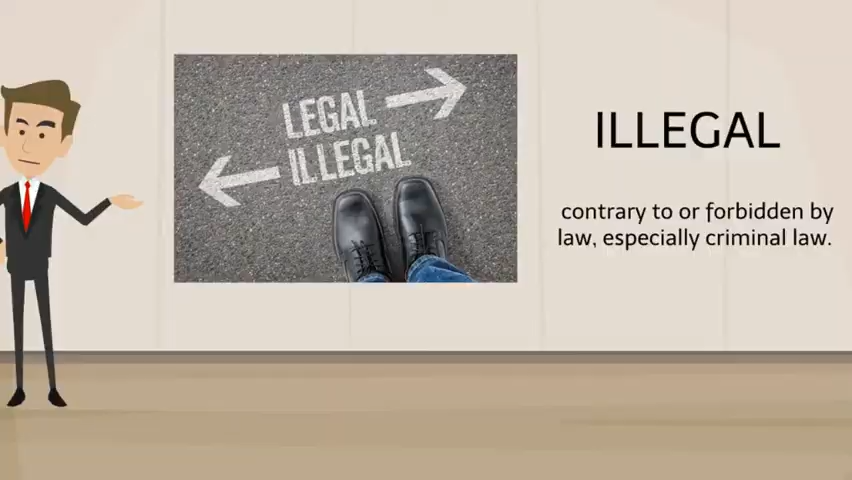 LEGAL
ILLEGAL
ILLEGAL
contrary to or forbidden by
law, especially criminal law.